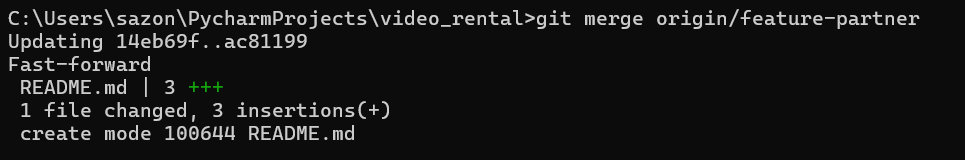 C:\Users\sazon\PycharmProjects\video_rental>git merge origin/feature-partner
Updating 14eb69f..ac81199
Fast-forward
 README.md | 3 +++
 1 file changed, 3 insertions(+)
 create mode 100644 README.md